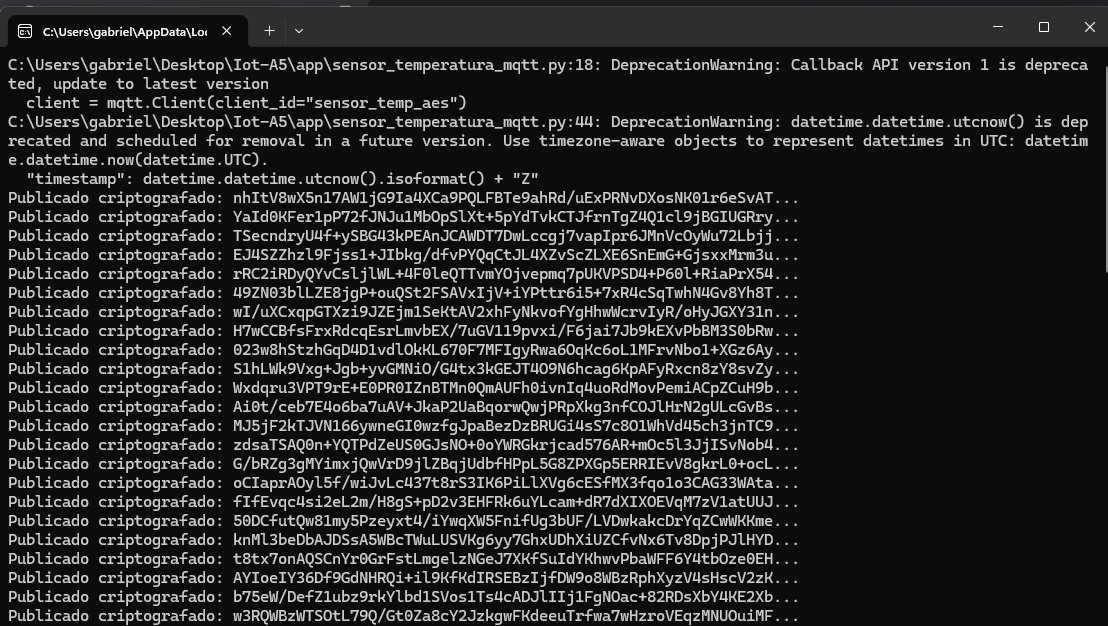 C:\Users\gabriel\AppData\Loc
C:\Users\gabriel\Desktop\Iot-A5\app\sensor_temperatura_mqtt.py:18: DeprecationWarning: Callback API version 1 is depreca
ted, update to latest version
  client = mqtt.Client(client_id="sensor_temp_aes")
C:\Users\gabriel\Desktop\Iot-A5\app\sensor_temperatura_mqtt.py:44: DeprecationWarning: datetime.datetime.utcnow() is dep
recated and scheduled for removal in a future version. Use timezone-aware objects to represent datetimes in UTC: datetim
e.datetime.now(datetime.UTC).
  "timestamp": datetime.datetime.utcnow().isoformat() + "Z"
Publicado criptografado: nhItV8wX5n17AW1jG9Ia4XCa9PQLFBTe9ahRd/uExPRNvDXosNK01r6eSvAT...
Publicado criptografado: YaId0KFer1pP72fJNJu1MbOpSlXt+5pYdTvkCTJfrnTgZ4Q1cl9jBGIUGRry...
Publicado criptografado: TSecndryU4f+ySBG43kPEAnJCAWDT7DwLccgj7vapIpr6JMnVcOyWu72Lbjj...
Publicado criptografado: EJ4SZZhzl9Fjss1+JIbkg/dfvPYQqCtJL4XZvScZLXE6SnEmG+GjsxxMrm3u...
Publicado criptografado: rRC2iRDyQYvCsljlWL+4F0leQTTvmYOjvepmq7pUKVPSD4+P60l+RiaPrX54...
Publicado criptografado: 49ZN03blLZE8jgP+ouQSt2FSAVxIjV+iYPttr6i5+7xR4cSqTwhN4Gv8Yh8T...
Publicado criptografado: wI/uXCxqpGTXzi9JZEjm1SeKtAV2xhFyNkvofYgHhwWcrvIyR/oHyJGXY31n...
Publicado criptografado: H7wCCBfsFrxRdcqEsrLmvbEX/7uGV119pvxi/F6jai7Jb9kEXvPbBM3S0bRw...
Publicado criptografado: 023w8hStzhGqD4D1vdlOkKL670F7MFIgyRwa6OqKc6oL1MFrvNbo1+XGz6Ay...
Publicado criptografado: S1hLWk9Vxg+Jgb+yvGMNiO/G4tx3kGEJT4O9N6hcag6KpAFyRxcn8zY8svZy...
Publicado criptografado: Wxdqru3VPT9rE+E0PR0IZnBTMn0QmAUFh0ivnIq4uoRdMovPemiACpZCuH9b...
Publicado criptografado: Ai0t/ceb7E4o6ba7uAV+JkaP2UaBqorwQwjPRpXkg3nfCOJlHrN2gULcGvBs...
Publicado criptografado: MJ5jF2kTJVN166ywneGI0wzfgJpaBezDzBRUGi4sS7c8O1WhVd45ch3jnTC9...
Publicado criptografado: zdsaTSAQ0n+YQTPdZeUS0GJsNO+0oYWRGkrjcad576AR+mOc5l3JjISvNob4...
Publicado criptografado: G/bRZg3gMYimxjQwVrD9jlZBqjUdbfHPpL5G8ZPXGp5ERRIEvV8gkrL0+ocL...
Publicado criptografado: oCIaprAOyl5f/wiJvLc437t8rS3IK6PiLlXVg6cESfMX3fqo1o3CAG33WAta...
Publicado criptografado: fIfEvqc4si2eL2m/H8gS+pD2v3EHFRk6uYLcam+dR7dXIXOEVqM7zV1atUUJ...
Publicado criptografado: 50DCfutQw81my5Pzeyxt4/iYwqXW5FnifUg3bUF/LVDwkakcDrYqZCwWKKme...
Publicado criptografado: knMl3beDbAJDSsA5WBcTWuLUSVKg6yy7GhxUDhXiUZCfvNx6Tv8DpjPJlHYD...
Publicado criptografado: t8tx7onAQSCnYr0GrFstLmgelzNGeJ7XKfSuIdYKhwvPbaWFF6Y4tbOze0EH...
Publicado criptografado: AYIoeIY36Df9GdNHRQi+il9KfKdIRSEBzIjfDW9o8WBzRphXyzV4sHscV2zK...
Publicado criptografado: b75eW/DefZ1ubz9rkYlbd1SVos1Ts4cADJlIIj1FgNOac+82RDsXbY4KE2Xb...
Publicado criptografado: w3RQWBzWTSOtL79Q/Gt0Za8cY2JzkgwFKdeeuTrfwa7wHzroVEqzMNUOuiMF...